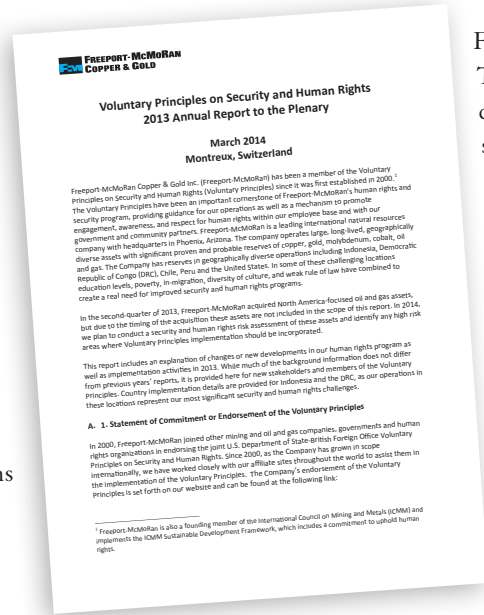 FREEPORT-MCMORAN
COPPER & GOLD
Voluntary Principles on Security and Human Rights
2013 Annual Report to the Plenary
March 2014
Montreux, Switzerland
Freeport-McMoRan Copper & Gold Inc. (Freeport-McMoRan) has been a member of the Voluntary
Principles on Security and Human Rights (Voluntary Principles) since it was first established in 2000.¹
The Voluntary Principles have been an important cornerstone of Freeport-McMoRan's human rights and
security program, providing guidance for our operations as well as a mechanism to promote
engagement, awareness, and respect for human rights within our employee base and with our
government and community partners. Freeport-McMoRan is a leading international natural resources
company with headquarters in Phoenix, Arizona. The company operates large, long-lived, geographically
diverse assets with significant proven and probable reserves of copper, gold, molybdenum, cobalt, oil
and gas. The Company has reserves in geographically diverse operations including Indonesia, Democratic
Republic of Congo (DRC), Chile, Peru and the United States. In some of these challenging locations
education levels, poverty, in-migration, diversity of culture, and weak rule of law have combined to
create a real need for improved security and human rights programs.
In the second-quarter of 2013, Freeport-McMoRan acquired North America-focused oil and gas assets,
but due to the timing of the acquisition these assets are not included in the scope of this report. In 2014,
we plan to conduct a security and human rights risk assessment of these assets and identify any high risk
areas where Voluntary Principles implementation should be incorporated.
This report includes an explanation of changes or new developments in our human rights program as
well as implementation activities in 2013. While much of the background information does not differ
from previous years' reports, it is provided here for new stakeholders and members of the Voluntary
Principles. Country implementation details are provided for Indonesia and the DRC, as our operations in
these locations represent our most significant security and human rights challenges.
A. 1. Statement of Commitment or Endorsement of the Voluntary Principles
In 2000, Freeport-McMoRan joined other mining and oil and gas companies, governments and human
rights organizations in endorsing the joint U.S. Department of State-British Foreign Office Voluntary
Principles on Security and Human Rights. Since 2000, as the Company has grown in scope
internationally, we have worked closely with our affiliate sites throughout the world to assist them in
the implementation of the Voluntary Principles. The Company's endorsement of the Voluntary
Principles is set forth on our website and can be found at the following link:
¹ Freeport-McMoRan is also a founding member of the International Council on Mining and Metals (ICMM) and
implements the ICMM Sustainable Development Framework, which includes a commitment to uphold human
rights.